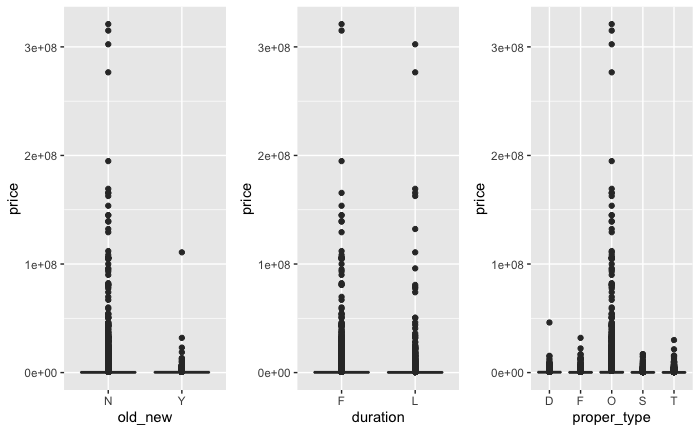 price
3e+08
2e+08
1e+08
0e+00
N Y
old_new
price
3e+08
2e+08
1e+08
0e+00
F L
duration
price
3e+08
2e+08
1e+08
0e+00
D F O S T
proper_type